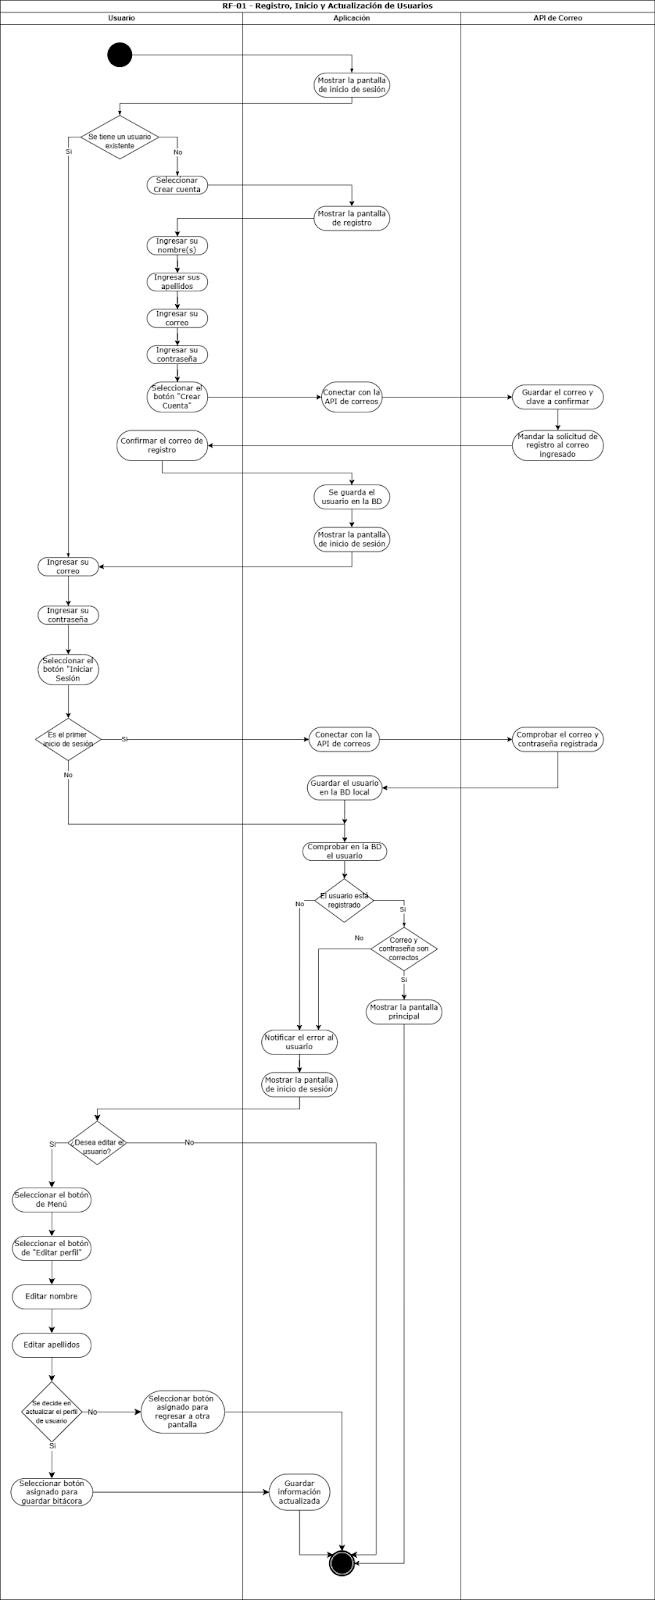 RF-01 - Registro, Inicio y Actualización de Usuarios
Usuario
Aplicación
API de Correo
Mostrar la pantalla
de inicio de sesión
Se tiene un usuario
existente
Si
No
Seleccionar
Crear cuenta
Mostrar la pantalla
de registro
Ingresar su
nombre(s)
Ingresar sus
apellidos
Ingresar su
correo
Ingresar su
contraseña
Seleccionar el
botón "Crear
Cuenta"
Conectar con la
API de correos
Guardar el correo y
clave a confirmar
Confirmar el correo de
registro
Mandar la solicitud de
registro al correo
ingresado
Se guarda el
usuario en la BD
Mostrar la pantalla
de inicio de sesión
Ingresar su
correo
Ingresar su
contraseña
Seleccionar el
botón "Iniciar
Sesión
Es el primer
inicio de sesión
Si
No
Conectar con la
API de correos
Comprobar el correo y
contraseña registrada
Guardar el usuario
en la BD local
Comprobar en la BD
el usuario
El usuario está
registrado
No
Si
Correo y
contraseña son
correctos
No
Si
Mostrar la pantalla
principal
Notificar el error al
usuario
Mostrar la pantalla
de inicio de sesión
¿Desea editar el
usuario?
Si
No
Seleccionar el botón
de Menú
Seleccionar el botón
de "Editar perfil"
Editar nombre
Editar apellidos
Se decide en
actualizar el perfil
de usuario
No
Si
Seleccionar botón
asignado para
regresar a otra
pantalla
Seleccionar botón
asignado para
guardar bitácora
Guardar
información
actualizada